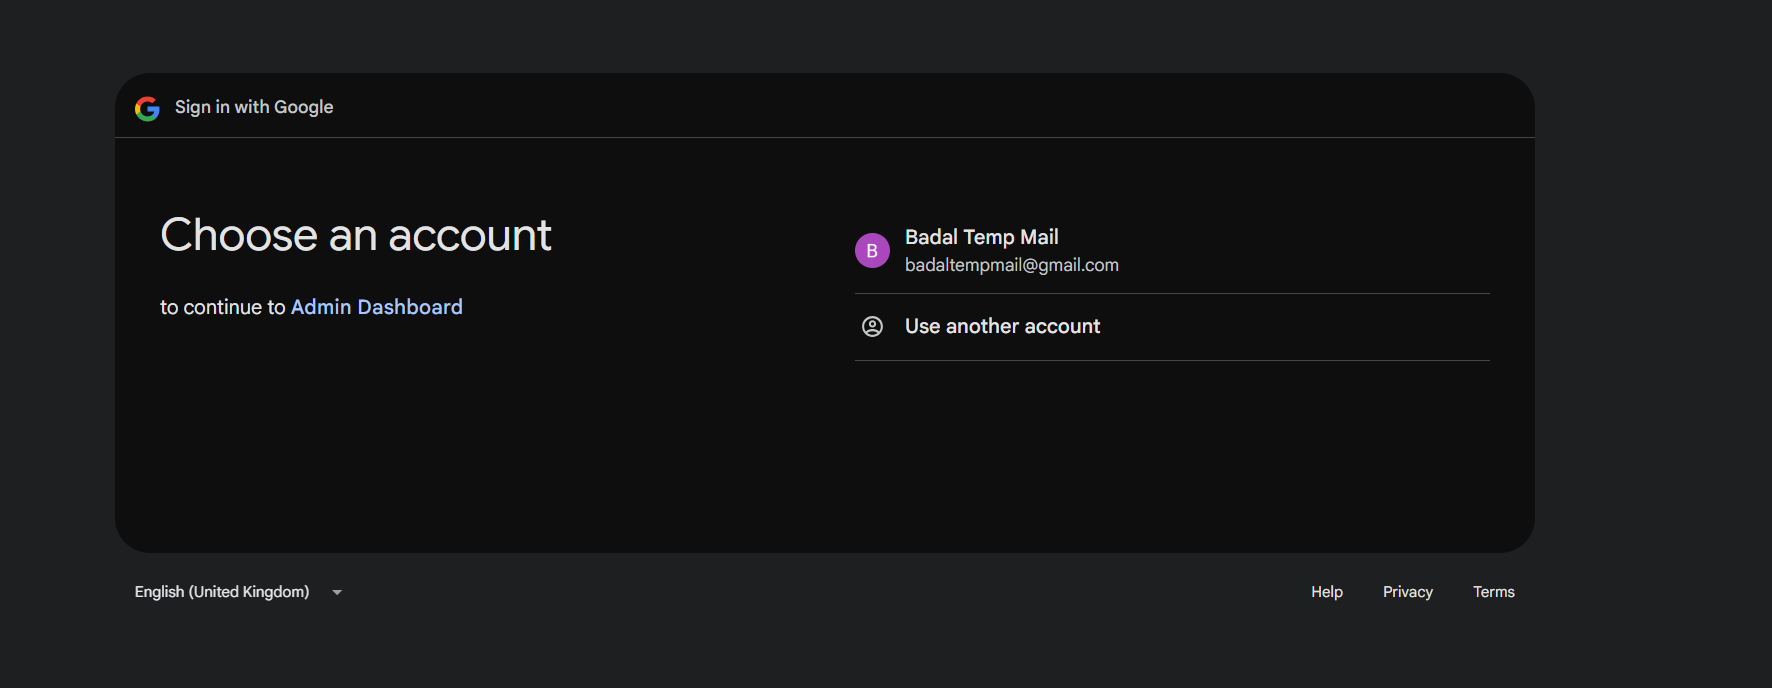 Sign in with Google
Choose an account
to continue to Admin Dashboard
B
Badal Temp Mail
badaltempmail@gmail.com
Use another account
English (United Kingdom)
Help
Privacy
Terms